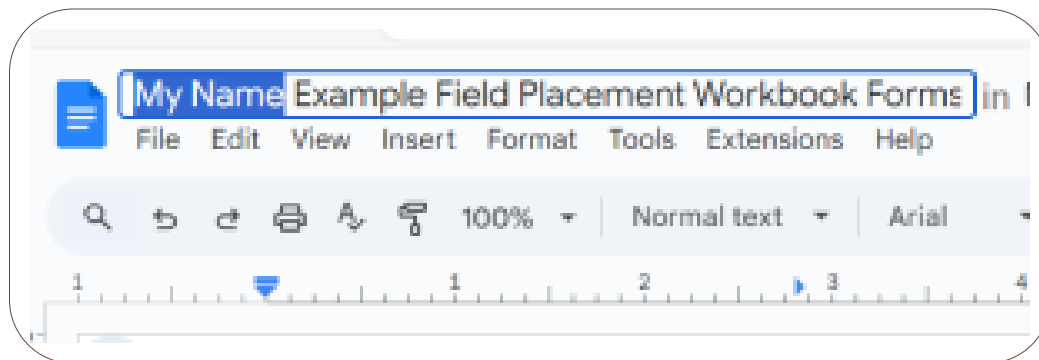 My Name Example Field Placement Workbook Forms in
File Edit View Insert Format Tools Extensions Help
100% Normal text Arial
1 1 2 3 4